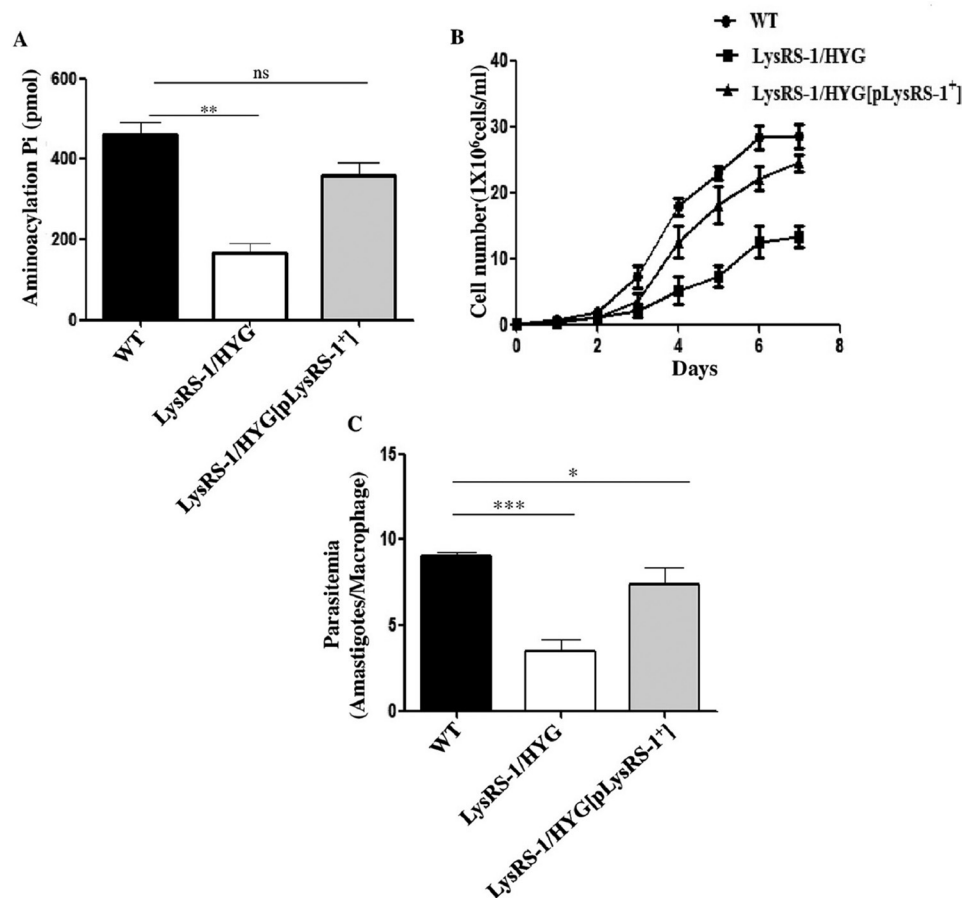 A
Aminoacylation Pi (pmol)
600
400
200
0
ns
**
WT
LysRS-1/HYG
LysRS-1/HYG[pLysRS-1⁺]
B
WT
LysRS-1/HYG
LysRS-1/HYG[pLysRS-1⁺]
Cell number(1X10⁶cells/ml)
40
30
20
10
0
0 2 4 6 8
Days
C
Parasitemia
(Amastigotes/Macrophage)
15
10
5
0
*
***
WT
LysRS-1/HYG
LysRS-1/HYG[pLysRS-1⁺]